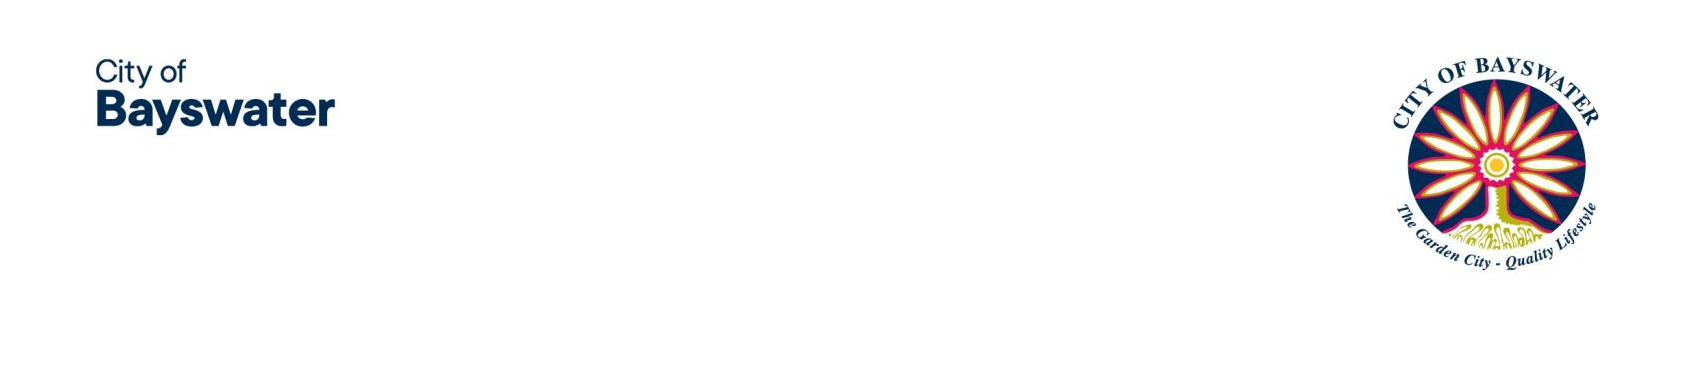 City of
Bayswater
CITY OF BAYSWATER
The Garden City - Quality Lifestyle